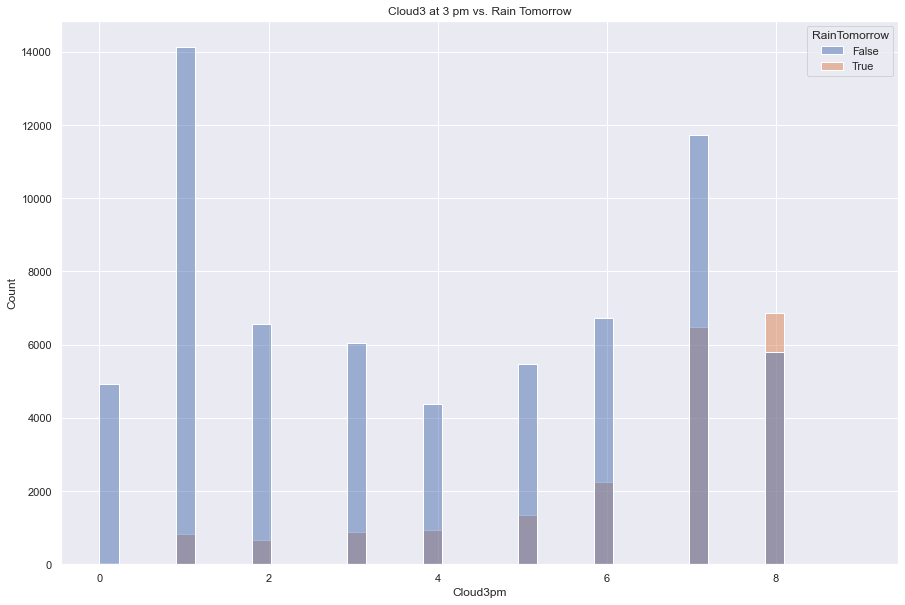 Cloud3 at 3 pm vs. Rain Tomorrow
RainTomorrow
False
True
14000
12000
10000
8000
6000
4000
2000
0
Count
0 2 4 6 8
Cloud3pm